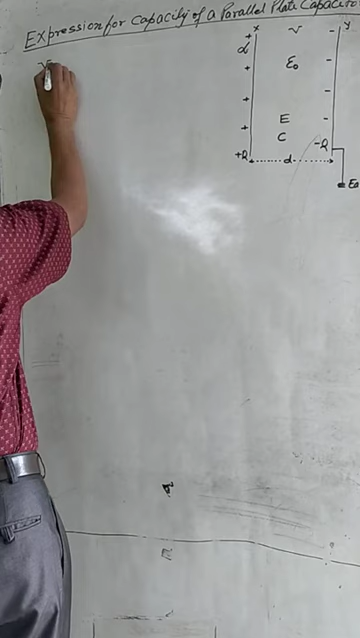 Expression for Capacity of a Parallel Plate Capacitor
x v y
+ -
+ ε₀ -
+ -
+ E -
C
+Q d -Q